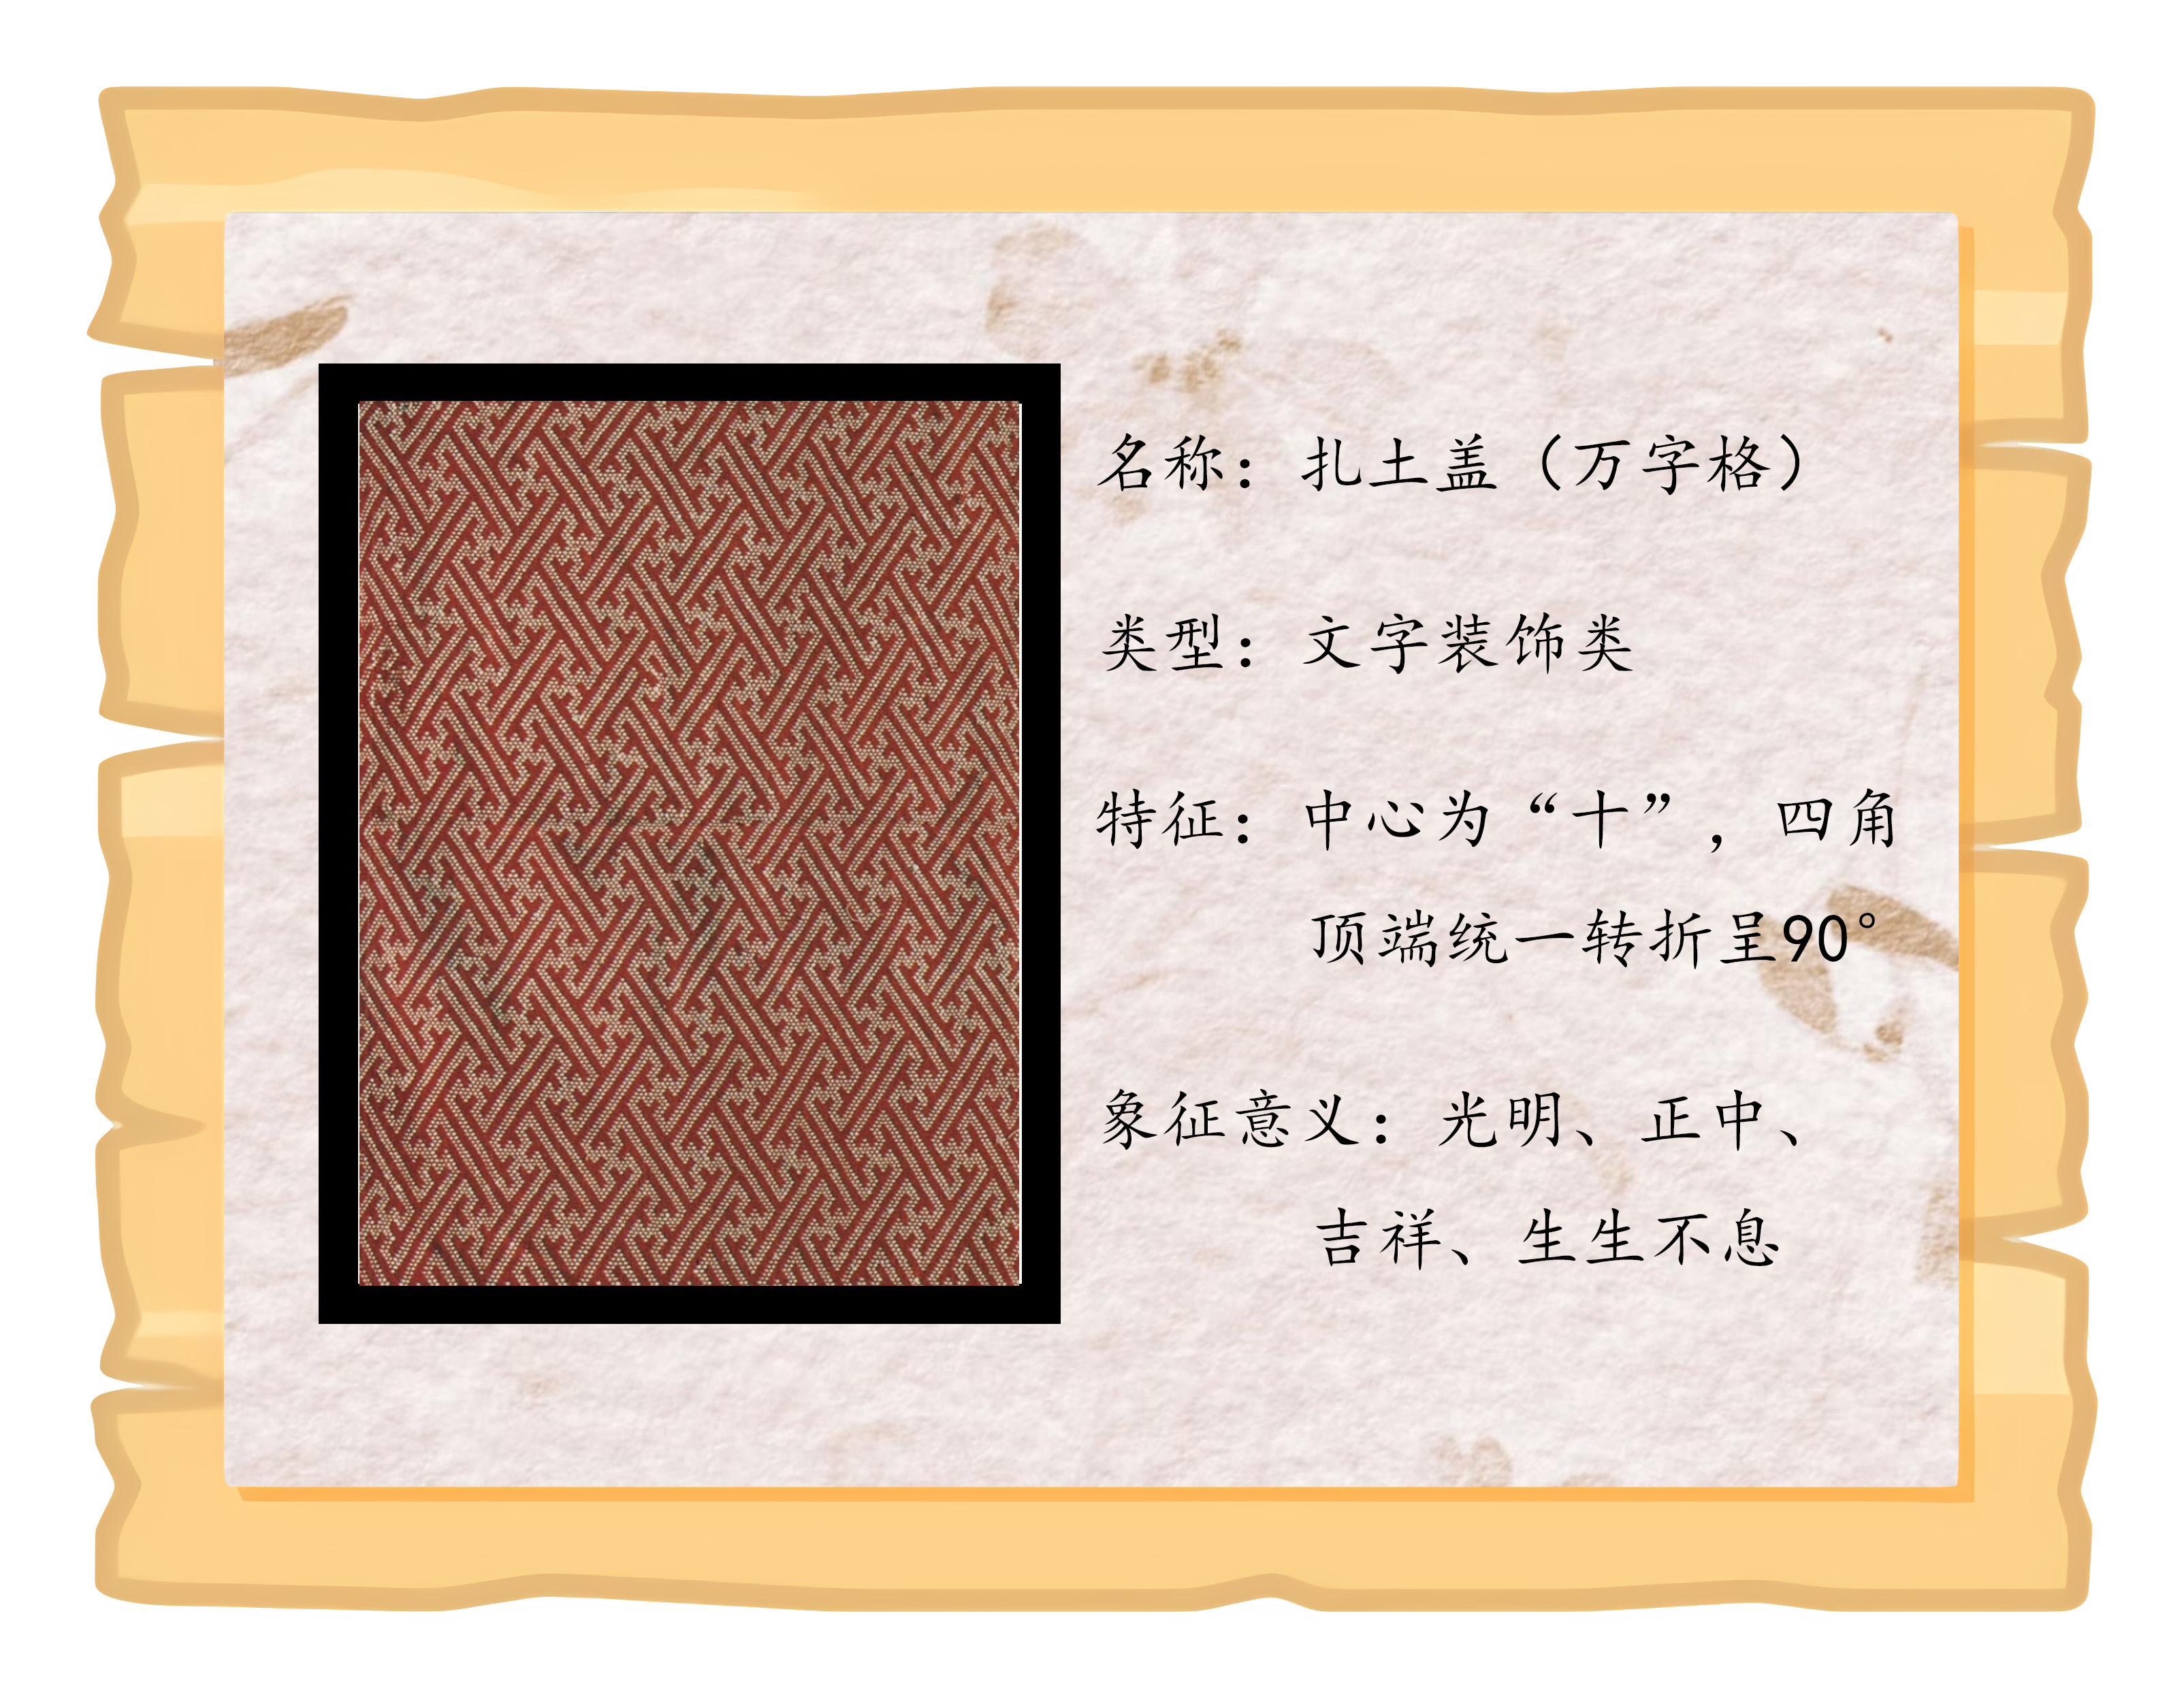 名称：扎土盖（万字格）
类型：文字装饰类
特征：中心为“十”，四角
顶端统一转折呈90°
象征意义：光明、正中、
吉祥、生生不息